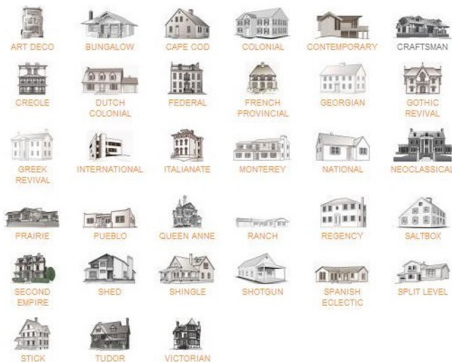 ART DECO
BUNGALOW
CAPE COD
COLONIAL
CONTEMPORARY
CRAFTSMAN
CREOLE
DUTCH
COLONIAL
FEDERAL
FRENCH
PROVINCIAL
GEORGIAN
GOTHIC
REVIVAL
GREEK
REVIVAL
INTERNATIONAL
ITALIANATE
MONTEREY
NATIONAL
NEOCLASSICAL
PRAIRIE
PUEBLO
QUEEN ANNE
RANCH
REGENCY
SALTBOX
SECOND
EMPIRE
SHED
SHINGLE
SHOTGUN
SPANISH
ECLECTIC
SPLIT LEVEL
STICK
TUDOR
VICTORIAN